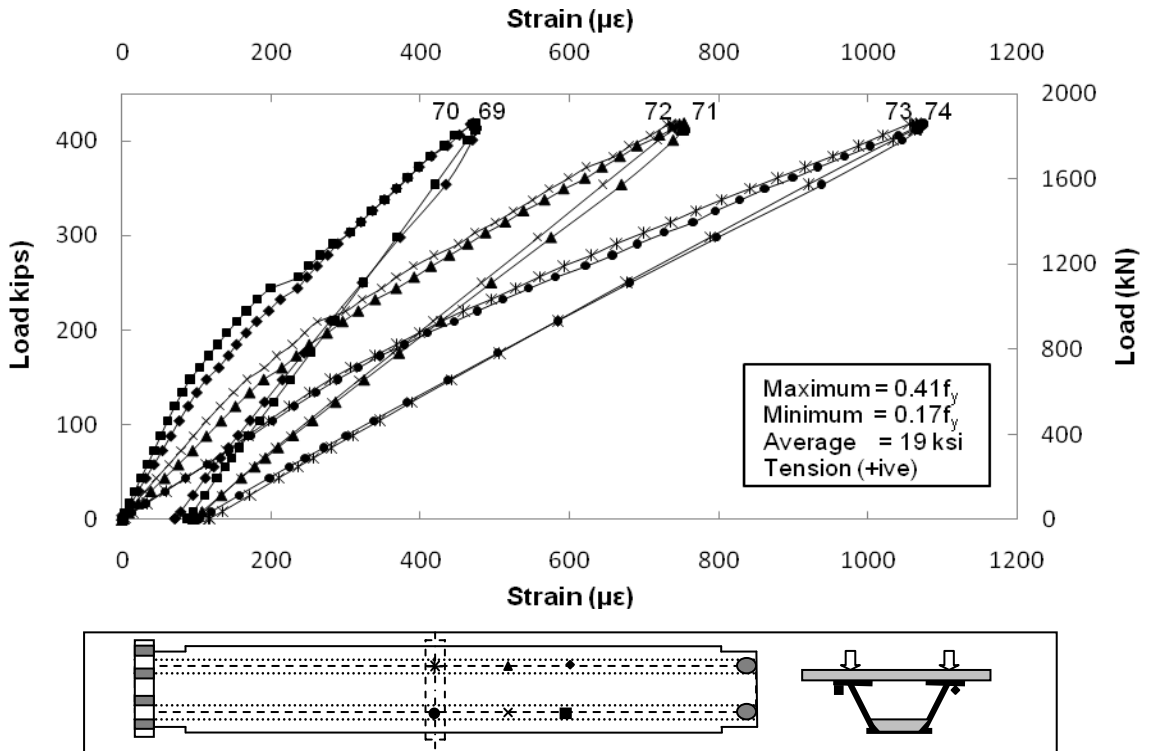 Strain (µε)
0 200 400 600 800 1000 1200
70 69 72 71 73 74
2000
400
1600
300
1200
200
800
100
400
0
0
Load kips
Load (kN)
Maximum = 0.41fy
Minimum = 0.17fy
Average = 19 ksi
Tension (+ive)
0 200 400 600 800 1000 1200
Strain (µε)